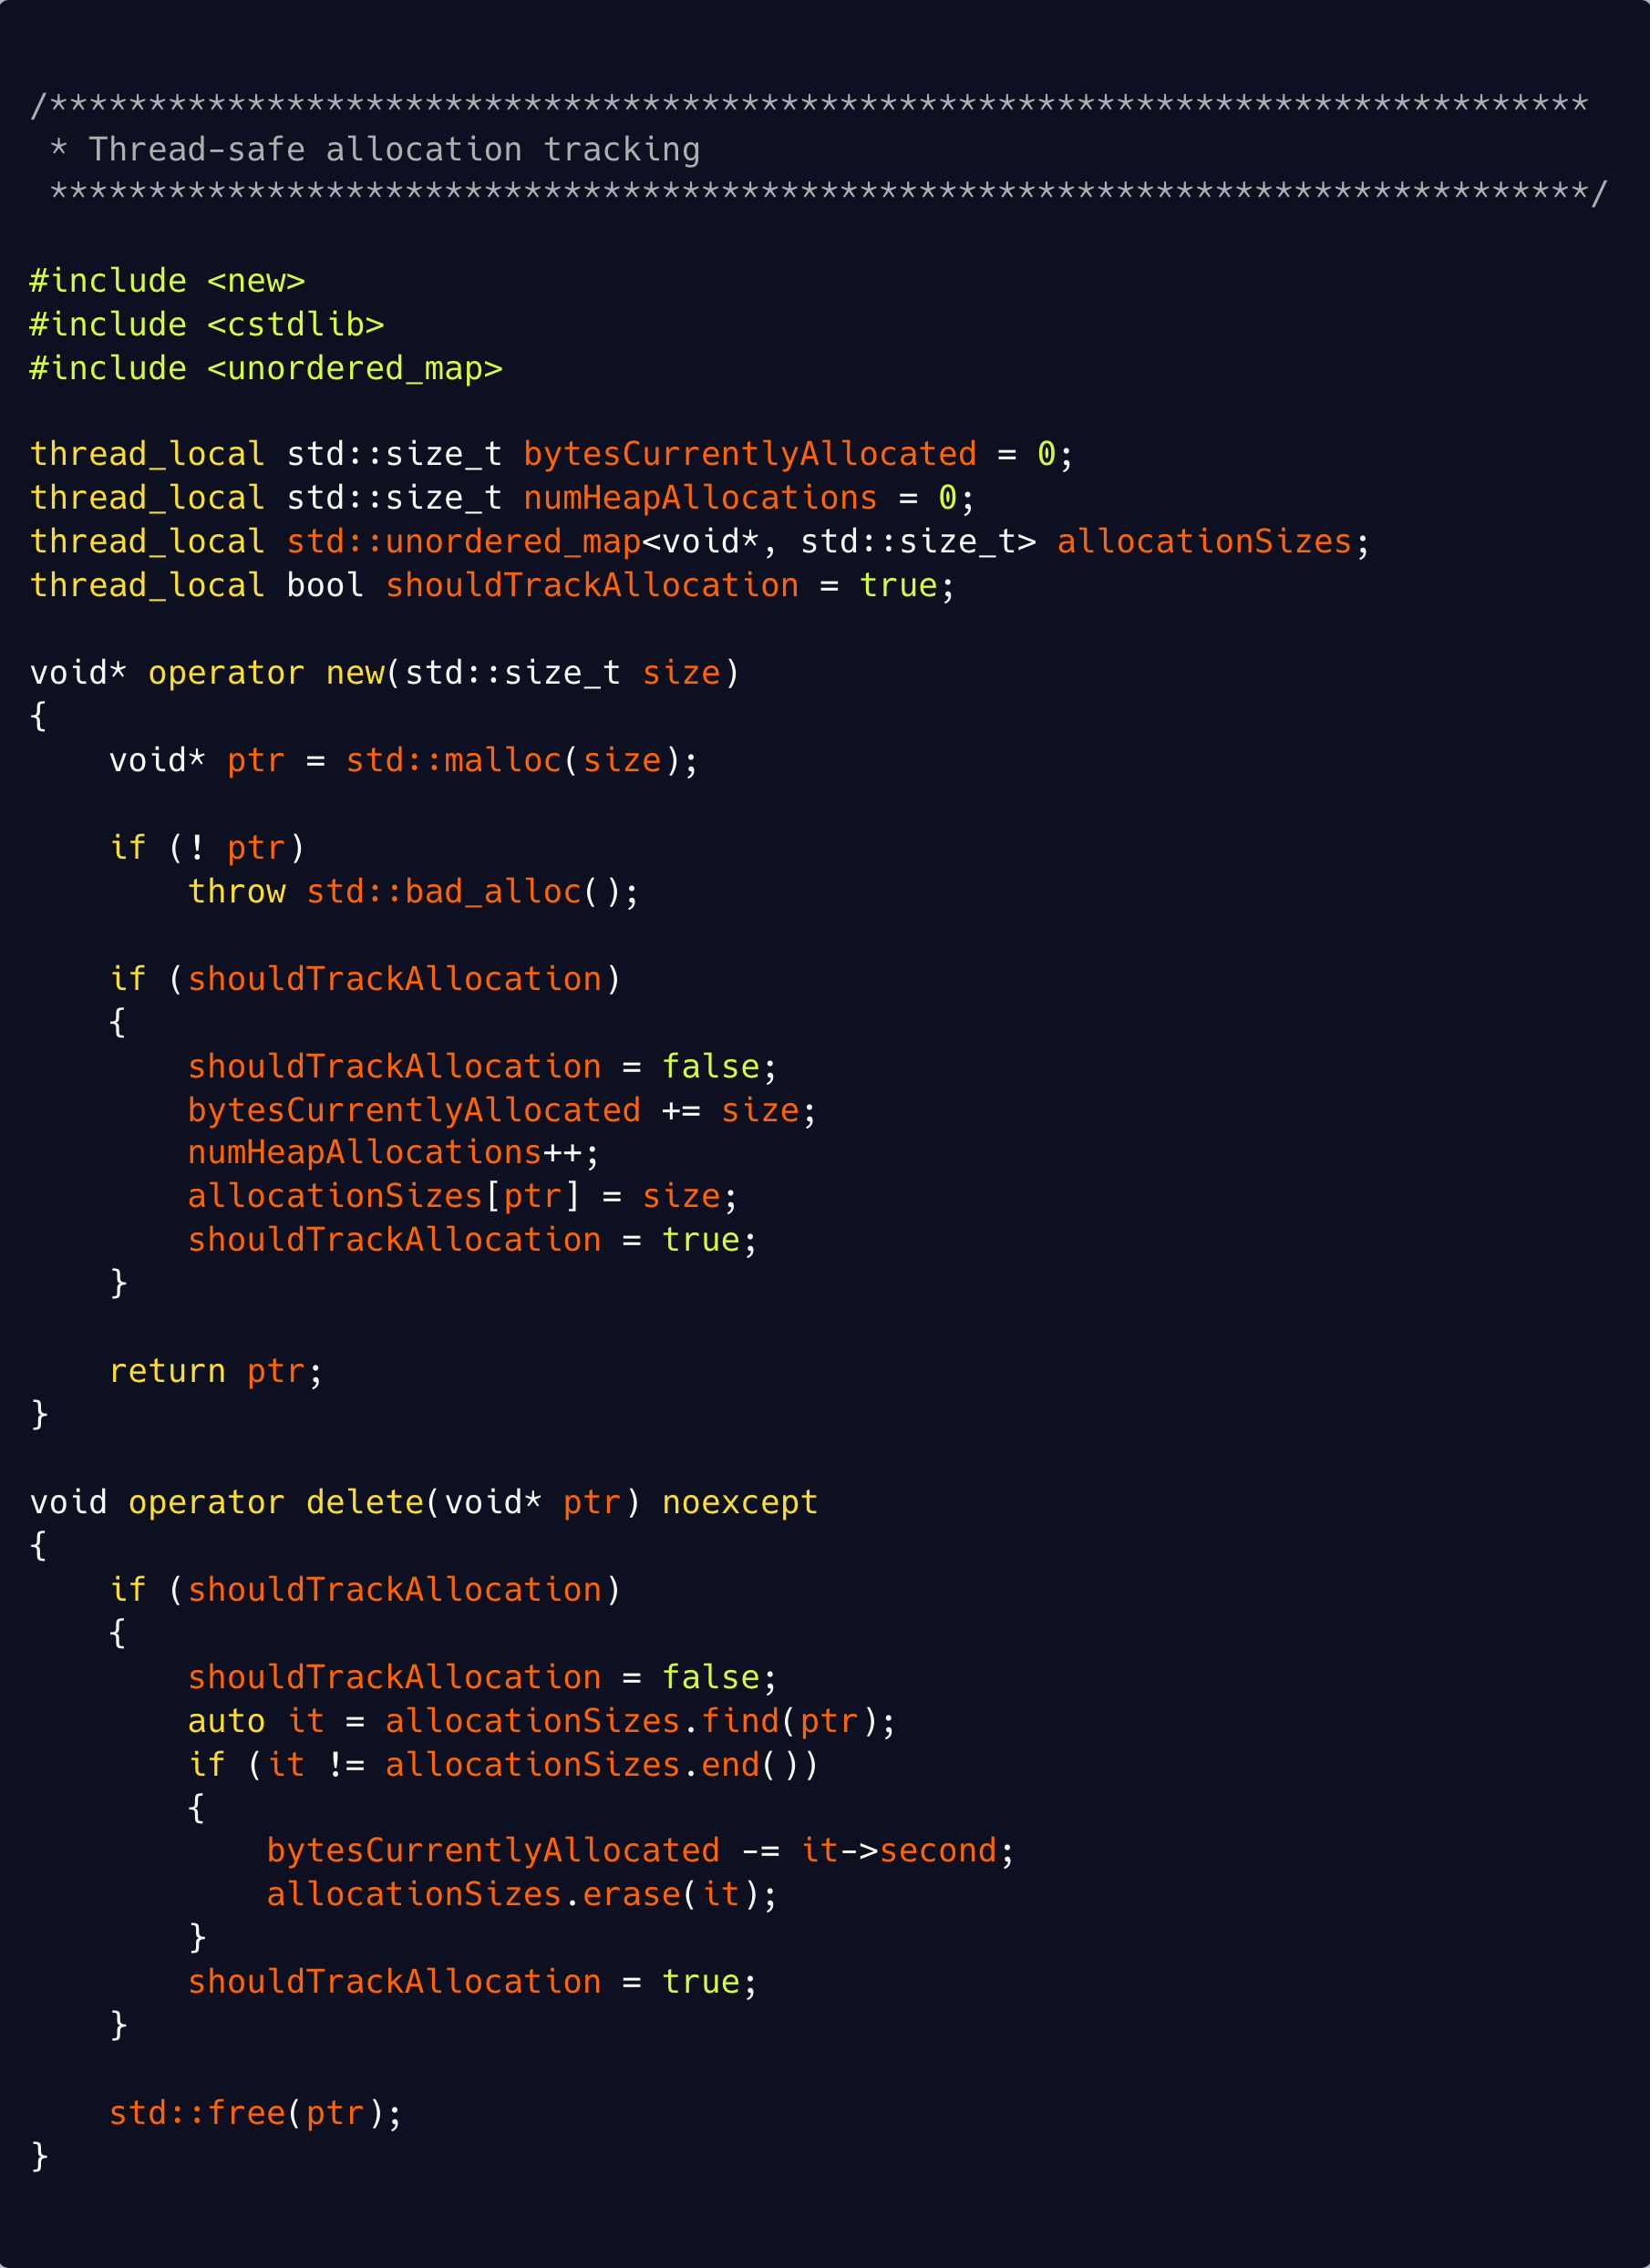 /******************************************************************************
 * Thread-safe allocation tracking
 ******************************************************************************/

#include <new>
#include <cstdlib>
#include <unordered_map>

thread_local std::size_t bytesCurrentlyAllocated = 0;
thread_local std::size_t numHeapAllocations = 0;
thread_local std::unordered_map<void*, std::size_t> allocationSizes;
thread_local bool shouldTrackAllocation = true;

void* operator new(std::size_t size)
{
    void* ptr = std::malloc(size);

    if (! ptr)
        throw std::bad_alloc();

    if (shouldTrackAllocation)
    {
        shouldTrackAllocation = false;
        bytesCurrentlyAllocated += size;
        numHeapAllocations++;
        allocationSizes[ptr] = size;
        shouldTrackAllocation = true;
    }

    return ptr;
}

void operator delete(void* ptr) noexcept
{
    if (shouldTrackAllocation)
    {
        shouldTrackAllocation = false;
        auto it = allocationSizes.find(ptr);
        if (it != allocationSizes.end())
        {
            bytesCurrentlyAllocated -= it->second;
            allocationSizes.erase(it);
        }
        shouldTrackAllocation = true;
    }

    std::free(ptr);
}